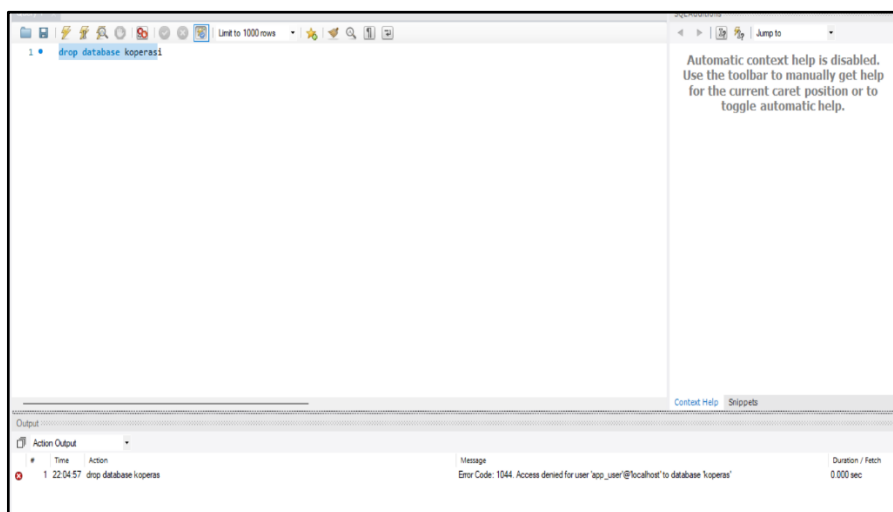 Limit to 1000 rows
Jump to
1 drop database koperasi
Automatic context help is disabled.
Use the toolbar to manually get help
for the current caret position or to
toggle automatic help.
Context Help Snippets
Output
Action Output
# Time Action Message Duration / Fetch
1 22:04:57 drop database koperas Error Code: 1044. Access denied for user 'app_user'@'localhost' to database 'koperas' 0.000 sec